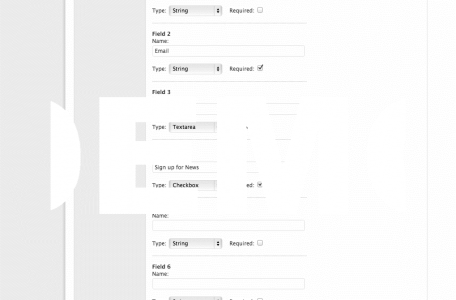 Type: String Required:
Field 2
Name:
Email
Type: String Required:
Field 3
Type: Textarea
Sign up for News
Type: Checkbox ed:
Name:
Type: String Required:
Field 6
Name: